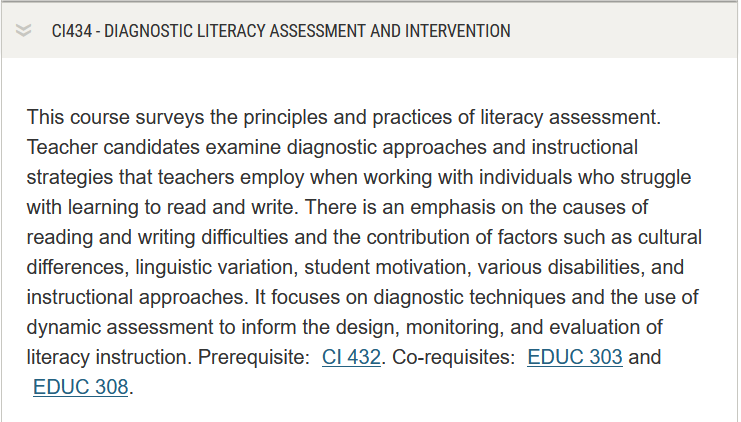 CI434 - DIAGNOSTIC LITERACY ASSESSMENT AND INTERVENTION
This course surveys the principles and practices of literacy assessment.
Teacher candidates examine diagnostic approaches and instructional
strategies that teachers employ when working with individuals who struggle
with learning to read and write. There is an emphasis on the causes of
reading and writing difficulties and the contribution of factors such as cultural
differences, linguistic variation, student motivation, various disabilities, and
instructional approaches. It focuses on diagnostic techniques and the use of
dynamic assessment to inform the design, monitoring, and evaluation of
literacy instruction. Prerequisite: CI 432. Co-requisites: EDUC 303 and
EDUC 308.